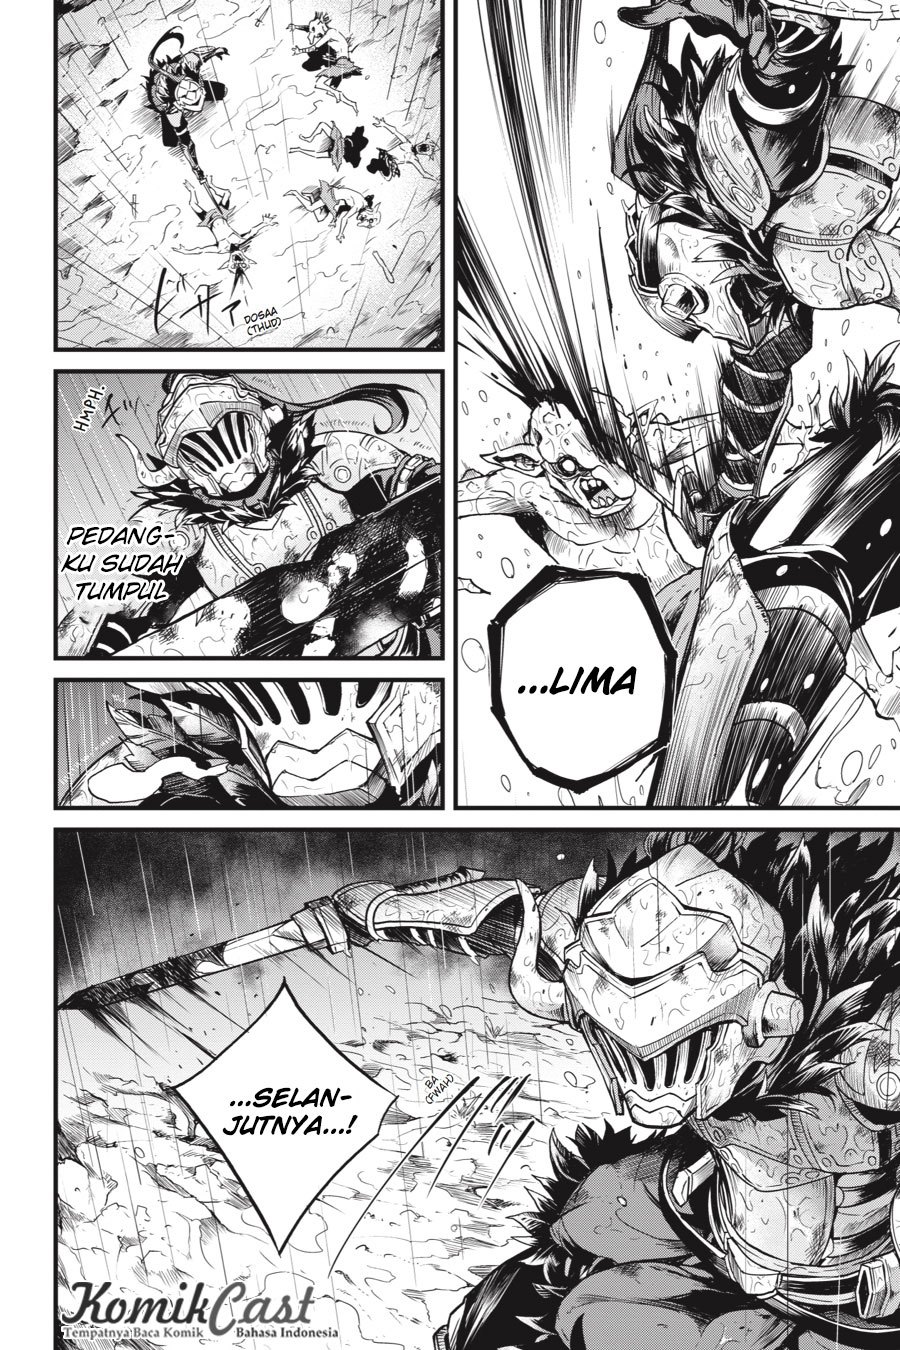 ...LIMA
ドサァ
DOSAA
(THUD)
HMPH.
PEDANG-
KU SUDAH
TUMPUL
...SELAN-
JUTNYA...!
BA
(FWAH)
KomikCast
Tempatnya Baca Komik Bahasa Indonesia